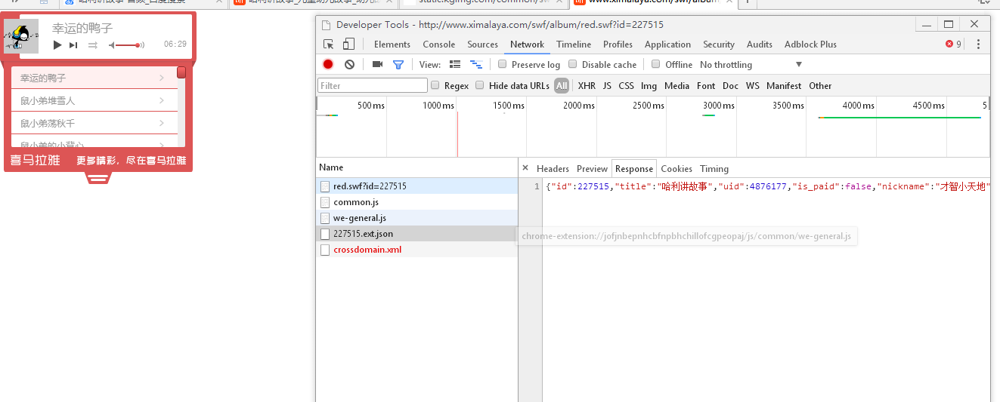 static.kgimg.com/common/sw
www.ximalaya.com/swf/albu
幸运的鸭子
06:29
幸运的鸭子
鼠小弟堆雪人
鼠小弟荡秋千
鼠小弟的小背心
喜马拉雅 更多精彩，尽在喜马拉雅
Developer Tools - http://www.ximalaya.com/swf/album/red.swf?id=227515
Elements Console Sources Network Timeline Profiles Application Security Audits Adblock Plus 9
View: Preserve log Disable cache Offline No throttling
Filter Regex Hide data URLs All XHR JS CSS Img Media Font Doc WS Manifest Other
500 ms 1000 ms 1500 ms 2000 ms 2500 ms 3000 ms 3500 ms 4000 ms 4500 ms 5
Name × Headers Preview Response Cookies Timing
red.swf?id=227515
1 {"id":227515,"title":"哈利讲故事","uid":4876177,"is_paid":false,"nickname":"才智小天地"
common.js
we-general.js
227515.ext.json
chrome-extension://jofjnbepnhcbfnpbhchillofcgpeopaj/js/common/we-general.js
crossdomain.xml